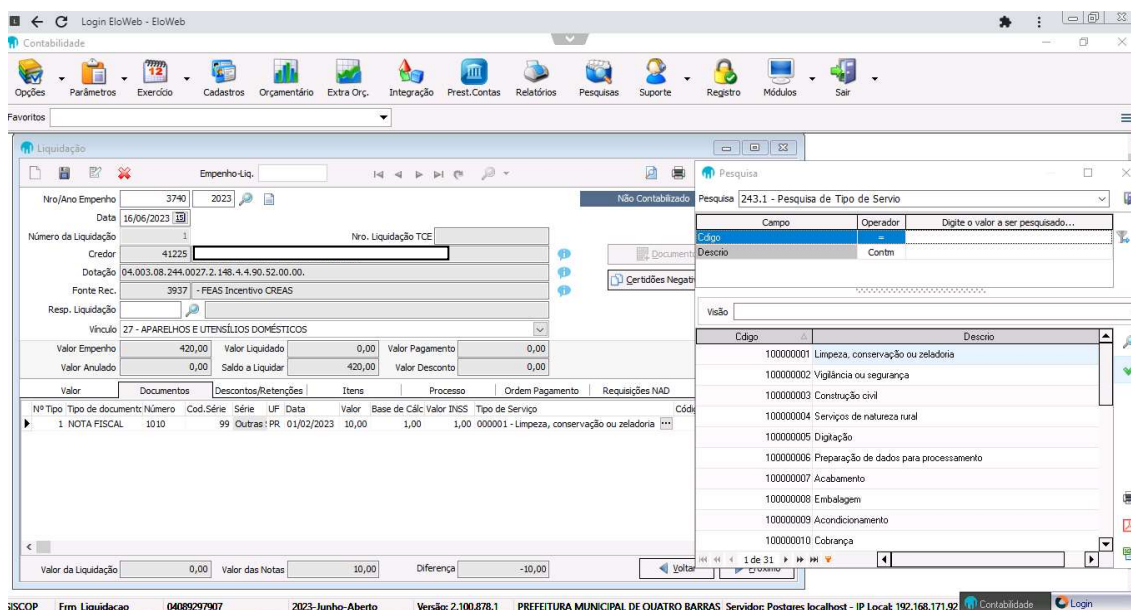 Login EloWeb - EloWeb
Contabilidade
Opções Parâmetros Exercício Cadastros Orçamentário Extra Orç. Integração Prest.Contas Relatórios Pesquisas Suporte Registro Módulos Sair
Favoritos
Liquidação
Empenho-Liq.
Nro/Ano Empenho 3740 2023 Não Contabilizado
Data 16/06/2023 15
Número da Liquidação 1 Nro. Liquidação TCE
Credor 41225
Dotação 04.003.08.244.0027.2.148.4.4.90.52.00.00. Certidões Negati
Fonte Rec. 3937 - FEAS Incentivo CREAS
Resp. Liquidação
Vínculo 27 - APARELHOS E UTENSÍLIOS DOMÉSTICOS
Valor Empenho 420,00 Valor Liquidado 0,00 Valor Pagamento 0,00
Valor Anulado 0,00 Saldo a Liquidar 420,00 Valor Desconto 0,00
Valor Documentos Descontos/Retenções Itens Processo Ordem Pagamento Requisições NAD
Nº Tipo Tipo de documento Número Cod.Série Série UF Data Valor Base de Cálc Valor INSS Tipo de Serviço Códi
1 NOTA FISCAL 1010 99 Outras PR 01/02/2023 10,00 1,00 1,00 000001 - Limpeza, conservação ou zeladoria
Valor da Liquidação 0,00 Valor das Notas 10,00 Diferença -10,00 Voltar
Pesquisa
Pesquisa 243.1 - Pesquisa de Tipo de Servio
Campo Operador Digite o valor a ser pesquisado...
Cdigo =
Descrio Contm
Visão
Cdigo Descrio
100000001 Limpeza, conservação ou zeladoria
100000002 Vigilância ou segurança
100000003 Construção civil
100000004 Serviços de natureza rural
100000005 Digitação
100000006 Preparação de dados para processamento
100000007 Acabamento
100000008 Embalagem
100000009 Acondicionamento
100000010 Cobrança
1 de 31
SISCOP Frm_Liquidacao 04089297907 2023-Junho-Aberto Versão: 2.100.878.1 PREFEITURA MUNICIPAL DE QUATRO BARRAS Servidor: Postgres localhost - IP Local: 192.168.171.92 Contabilidade Login